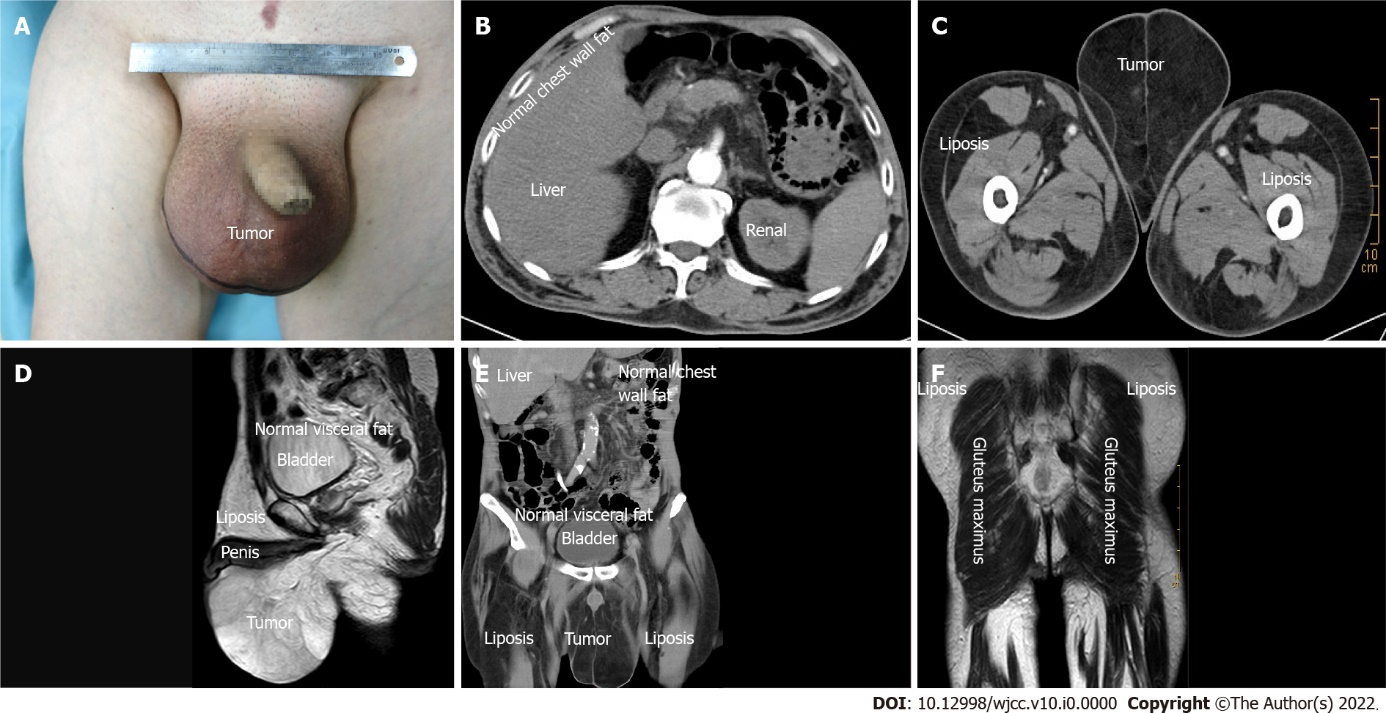 A
Tumor
B
Normal chest wall fat
Liver
Renal
C
Tumor
Liposis
Liposis
10
cm
D
Normal visceral fat
Bladder
Liposis
Penis
Tumor
E
Liver
Normal chest
wall fat
Normal visceral fat
Bladder
Liposis
Tumor
Liposis
F
Liposis
Liposis
Gluteus maximus
Gluteus maximus
DOI: 10.12998/wjcc.v10.i0.0000 Copyright ©The Author(s) 2022.